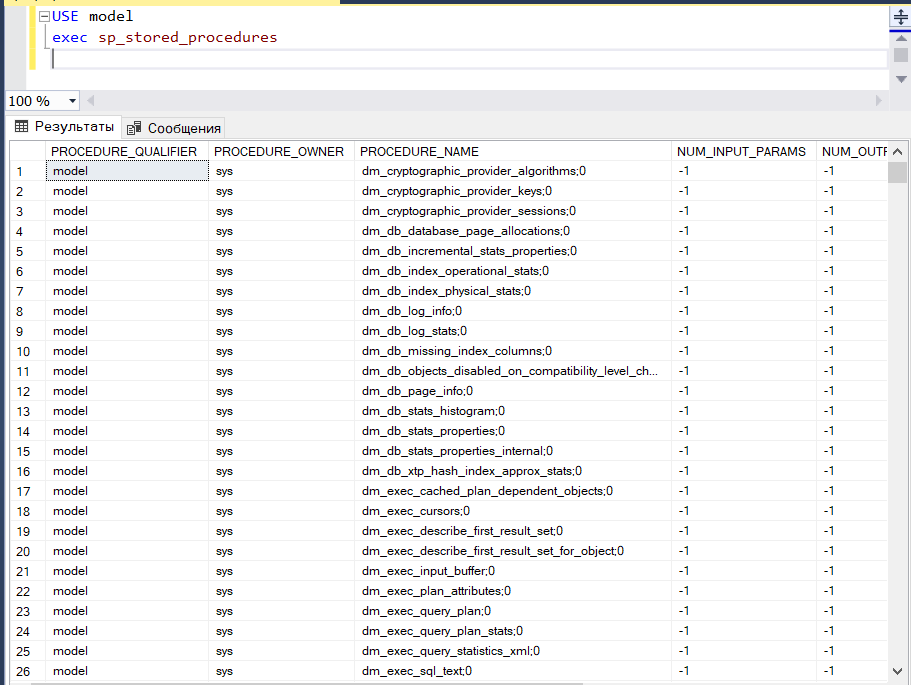 USE model
exec sp_stored_procedures
100 %
Результаты Сообщения
PROCEDURE_QUALIFIER PROCEDURE_OWNER PROCEDURE_NAME NUM_INPUT_PARAMS NUM_OUTP
1 model sys dm_cryptographic_provider_algorithms;0 -1 -1
2 model sys dm_cryptographic_provider_keys;0 -1 -1
3 model sys dm_cryptographic_provider_sessions;0 -1 -1
4 model sys dm_db_database_page_allocations;0 -1 -1
5 model sys dm_db_incremental_stats_properties;0 -1 -1
6 model sys dm_db_index_operational_stats;0 -1 -1
7 model sys dm_db_index_physical_stats;0 -1 -1
8 model sys dm_db_log_info;0 -1 -1
9 model sys dm_db_log_stats;0 -1 -1
10 model sys dm_db_missing_index_columns;0 -1 -1
11 model sys dm_db_objects_disabled_on_compatibility_level_ch... -1 -1
12 model sys dm_db_page_info;0 -1 -1
13 model sys dm_db_stats_histogram;0 -1 -1
14 model sys dm_db_stats_properties;0 -1 -1
15 model sys dm_db_stats_properties_internal;0 -1 -1
16 model sys dm_db_xtp_hash_index_approx_stats;0 -1 -1
17 model sys dm_exec_cached_plan_dependent_objects;0 -1 -1
18 model sys dm_exec_cursors;0 -1 -1
19 model sys dm_exec_describe_first_result_set;0 -1 -1
20 model sys dm_exec_describe_first_result_set_for_object;0 -1 -1
21 model sys dm_exec_input_buffer;0 -1 -1
22 model sys dm_exec_plan_attributes;0 -1 -1
23 model sys dm_exec_query_plan;0 -1 -1
24 model sys dm_exec_query_plan_stats;0 -1 -1
25 model sys dm_exec_query_statistics_xml;0 -1 -1
26 model sys dm_exec_sql_text;0 -1 -1